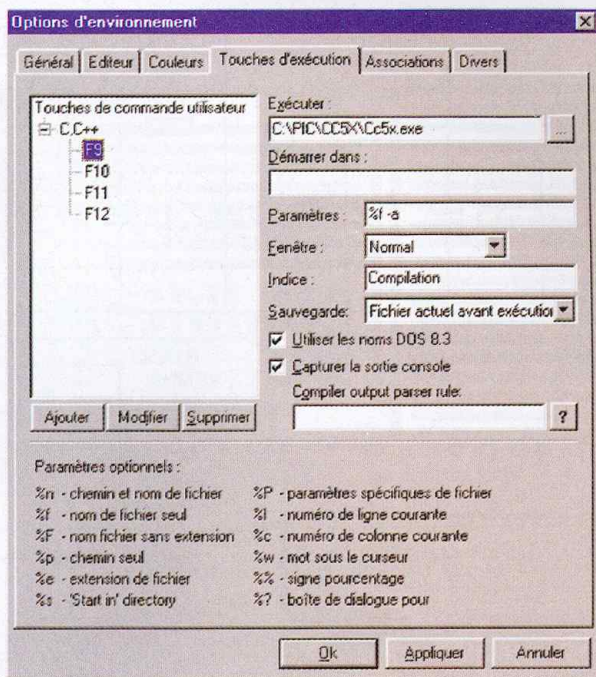 Options d'environnement
Général Editeur Couleurs Touches d'exécution Associations Divers
Touches de commande utilisateur
C,C++
F9
F10
F11
F12
Ajouter Modifier Supprimer
Exécuter :
C:\PIC\CC5X\Cc5x.exe ...
Démarrer dans :
Paramètres : %f -a
Fenêtre : Normal
Indice : Compilation
Sauvegarde: Fichier actuel avant exécution
Utiliser les noms DOS 8.3
Capturer la sortie console
Compiler output parser rule:
?
Paramètres optionnels :
%n - chemin et nom de fichier %P - paramètres spécifiques de fichier
%f - nom de fichier seul %l - numéro de ligne courante
%F - nom fichier sans extension %c - numéro de colonne courante
%p - chemin seul %w - mot sous le curseur
%e - extension de fichier %% - signe pourcentage
%s - 'Start in' directory %? - boîte de dialogue pour
Ok Appliquer Annuler